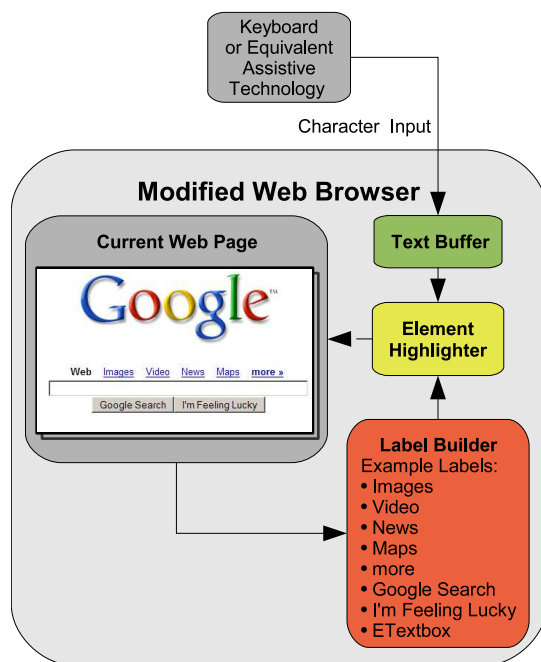 Keyboard
or Equivalent
Assistive
Technology
Character Input
Modified Web Browser
Current Web Page
Text Buffer
Google™
Element
Highlighter
Web Images Video News Maps more »
Google Search I'm Feeling Lucky
Label Builder
Example Labels:
• Images
• Video
• News
• Maps
• more
• Google Search
• I'm Feeling Lucky
• ETextbox